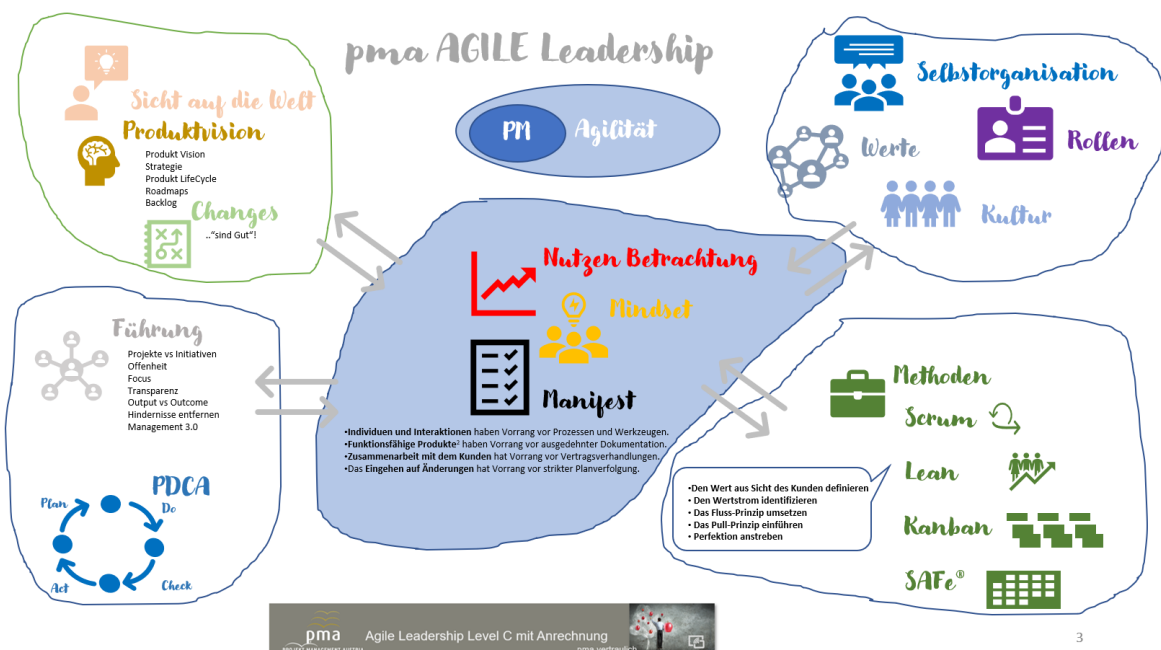 pma AGILE Leadership
PM
Agilität
Sicht auf die Welt
Produktvision
Produkt Vision
Strategie
Produkt LifeCycle
Roadmaps
Backlog
Changes
.."sind Gut"!
Selbstorganisation
Rollen
Werte
Kultur
Nutzen Betrachtung
Mindset
Manifest
•Individuen und Interaktionen haben Vorrang vor Prozessen und Werkzeugen.
•Funktionsfähige Produkte² haben Vorrang vor ausgedehnter Dokumentation.
•Zusammenarbeit mit dem Kunden hat Vorrang vor Vertragsverhandlungen.
•Das Eingehen auf Änderungen hat Vorrang vor strikter Planverfolgung.
Führung
Projekte vs Initiativen
Offenheit
Focus
Transparenz
Output vs Outcome
Hindernisse entfernen
Management 3.0
PDCA
Plan
Do
Act
Check
Methoden
Scrum
Lean
•Den Wert aus Sicht des Kunden definieren
• Den Wertstrom identifizieren
• Das Fluss-Prinzip umsetzen
• Das Pull-Prinzip einführen
• Perfektion anstreben
Kanban
SAFe®
pma
PROJEKT MANAGEMENT AUSTRIA
Agile Leadership Level C mit Anrechnung
pma vertraulich
3